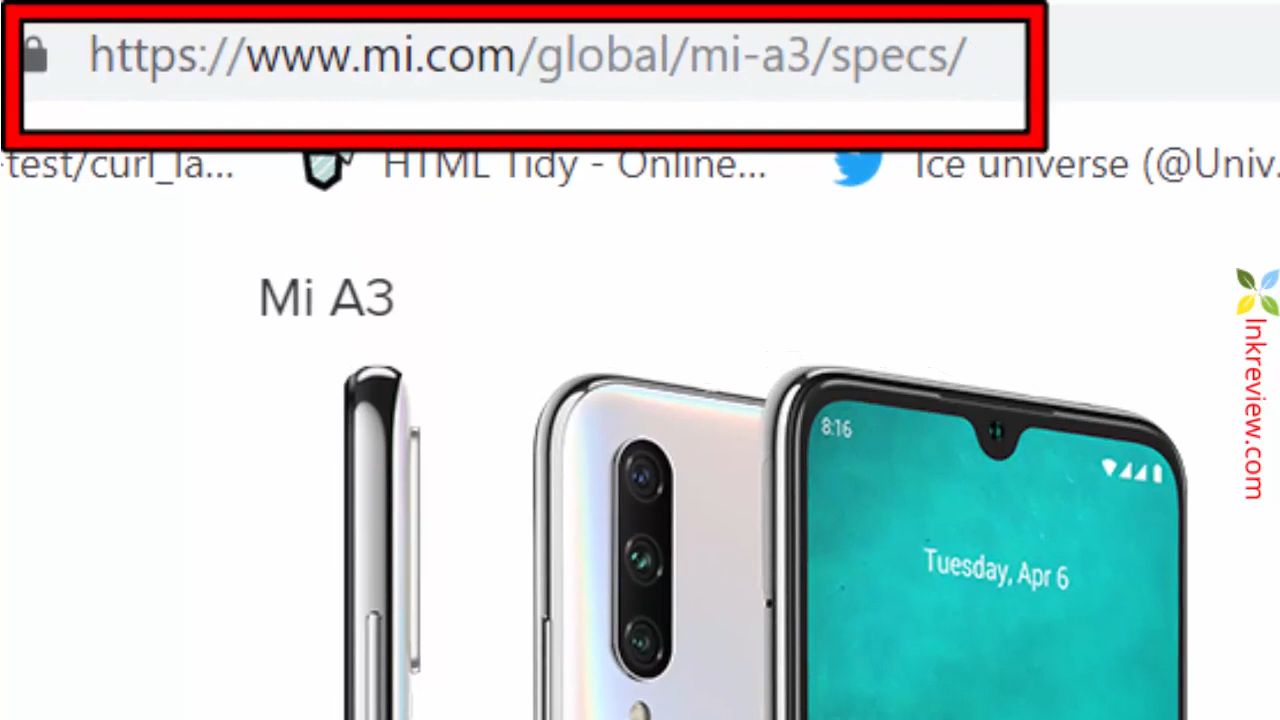 https://www.mi.com/global/mi-a3/specs/
-test/curl_la... HTML Tidy - Online... Ice universe (@Univ.
Mi A3
8:16
Tuesday, Apr 6
Inkreview.com